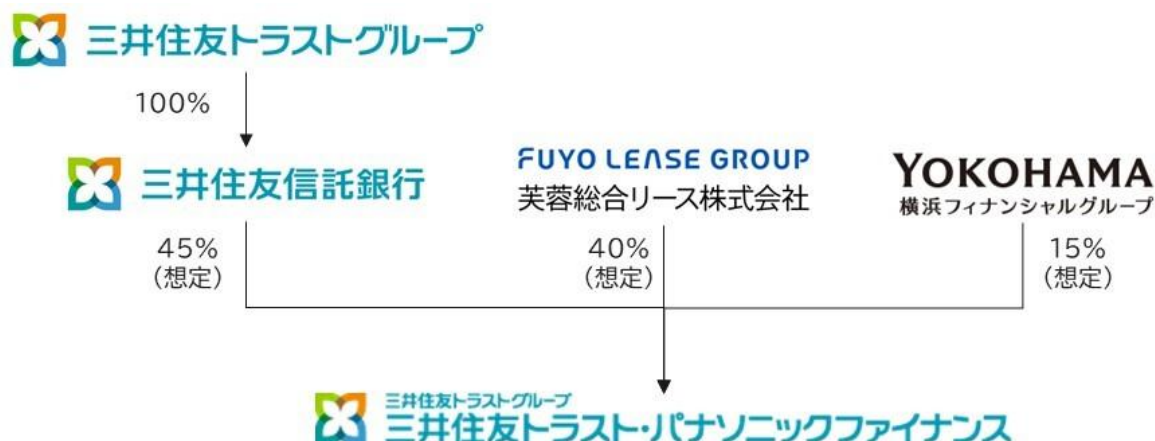 三井住友トラストグループ
100%
三井住友信託銀行
FUYO LEASE GROUP
芙蓉総合リース株式会社
YOKOHAMA
横浜フィナンシャルグループ
45%
(想定)
40%
(想定)
15%
(想定)
三井住友トラストグループ
三井住友トラスト・パナソニックファイナンス